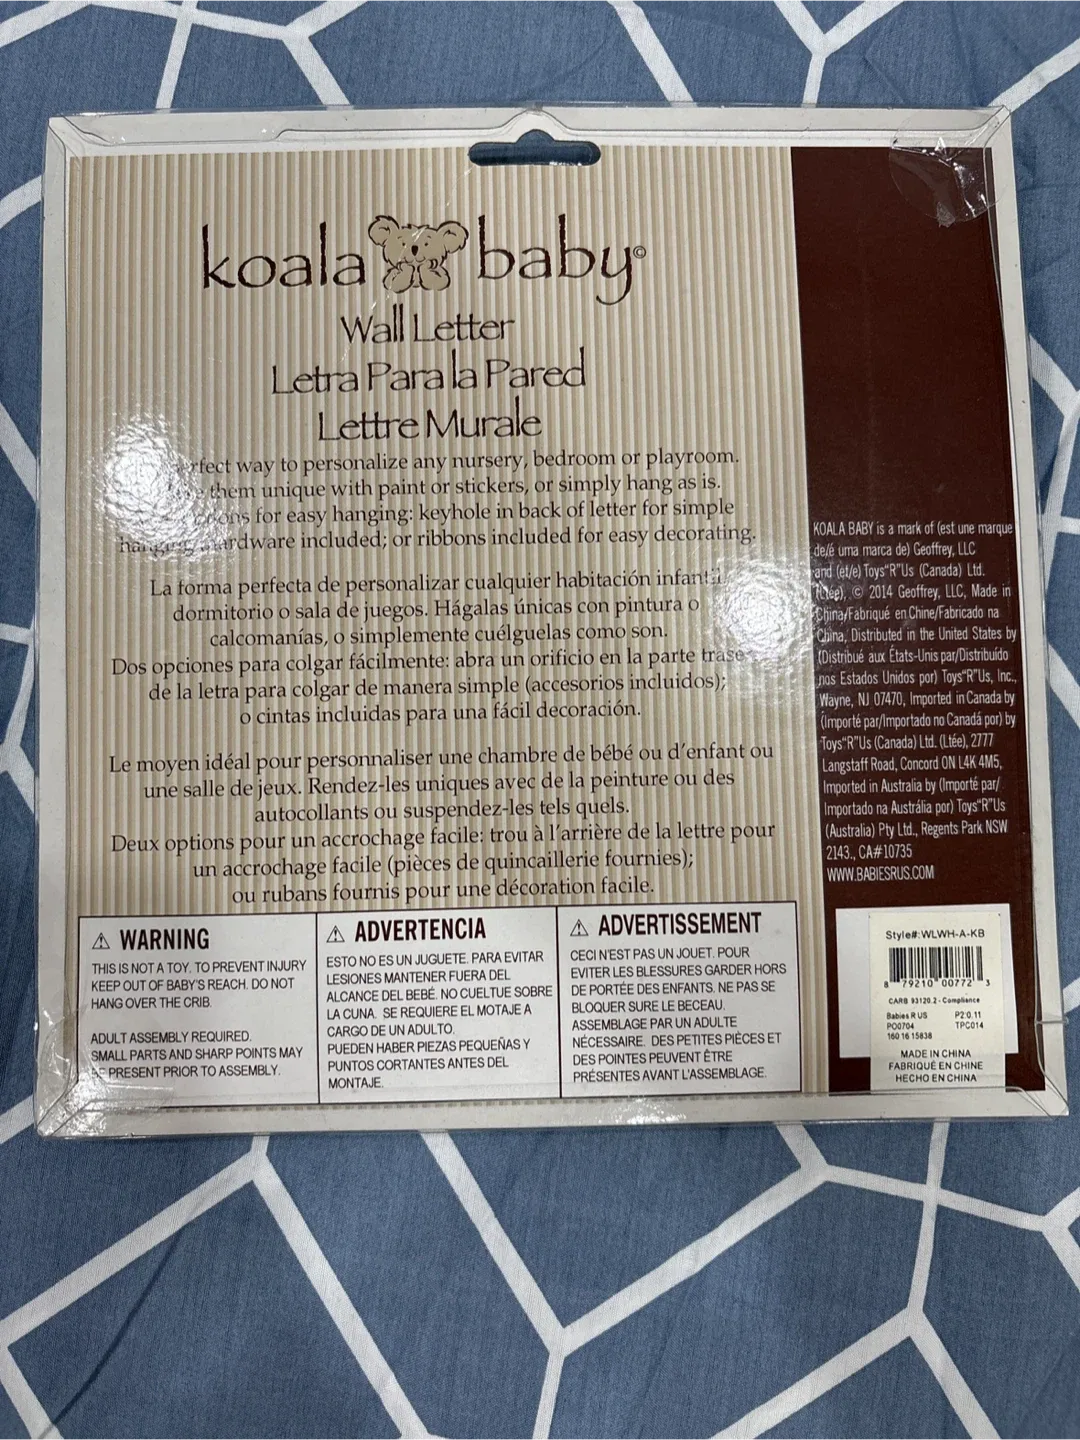 koala baby©
Wall Letter
Letra Para la Pared
Lettre Murale
way to personalize any nursery, bedroom or playroom.
them unique with paint or stickers, or simply hang as is.
for easy hanging: keyhole in back of letter for simple
included; or ribbons included for easy decorating.
La forma perfecta de personalizar cualquier habitación
dormitorio o sala de juegos. Hágalas únicas con pintura o
calcomanías, o simplemente cuélguelas como son.
Dos opciones para colgar fácilmente: abra un orificio en la parte
de la letra para colgar de manera simple (accesorios incluidos);
o cintas incluidas para una fácil decoración.
Le moyen idéal pour personnaliser une chambre de bébé ou d'enfant ou
une salle de jeux. Rendez-les uniques avec de la peinture ou des
autocollants ou suspendez-les tels quels.
Deux options pour un accrochage facile: trou à l'arrière de la lettre pour
un accrochage facile (pièces de quincaillerie fournies);
ou rubans fournis pour une décoration facile.
⚠ WARNING
THIS IS NOT A TOY. TO PREVENT INJURY
KEEP OUT OF BABY'S REACH. DO NOT
HANG OVER THE CRIB.
ADULT ASSEMBLY REQUIRED.
SMALL PARTS AND SHARP POINTS MAY
BE PRESENT PRIOR TO ASSEMBLY.
⚠ ADVERTENCIA
ESTO NO ES UN JUGUETE. PARA EVITAR
LESIONES MANTENER FUERA DEL
ALCANCE DEL BEBÉ. NO CUELTUE SOBRE
LA CUNA. SE REQUIERE EL MOTAJE A
CARGO DE UN ADULTO.
PUEDEN HABER PIEZAS PEQUEÑAS Y
PUNTOS CORTANTES ANTES DEL
MONTAJE.
⚠ ADVERTISSEMENT
CECI N'EST PAS UN JOUET. POUR
EVITER LES BLESSURES GARDER HORS
DE PORTÉE DES ENFANTS. NE PAS SE
BLOQUER SURE LE BECEAU.
ASSEMBLAGE PAR UN ADULTE
NÉCESSAIRE. DES PETITES PIÈCES ET
DES POINTES PEUVENT ÊTRE
PRÉSENTES AVANT L'ASSEMBLAGE.
KOALA BABY is a mark of (est une marque
de/é uma marca de) Geoffrey, LLC
and (et/e) Toys"R"Us (Canada) Ltd.
(Ltée), © 2014 Geoffrey, LLC, Made in
China/Fabriqué en Chine/Fabricado na
China, Distributed in the United States by
(Distribué aux États-Unis par/Distribuído
nos Estados Unidos por) Toys"R"Us, Inc.,
Wayne, NJ 07470, Imported in Canada by
(Importé par/Importado no Canadá por) by
Toys"R"Us (Canada) Ltd. (Ltée), 2777
Langstaff Road, Concord ON L4K 4M5,
Imported in Australia by (Importé par/
Importado na Austrália por) Toys"R"Us
(Australia) Pty Ltd., Regents Park NSW
2143., CA#10735
WWW.BABIESRUS.COM
Style#: WLWH-A-KB
8 79210 00772 3
CARB 93120.2 - Compliance
Babies R US P2:0.11
PO0704 TPC014
160 16 15838
MADE IN CHINA
FABRIQUÉ EN CHINE
HECHO EN CHINA